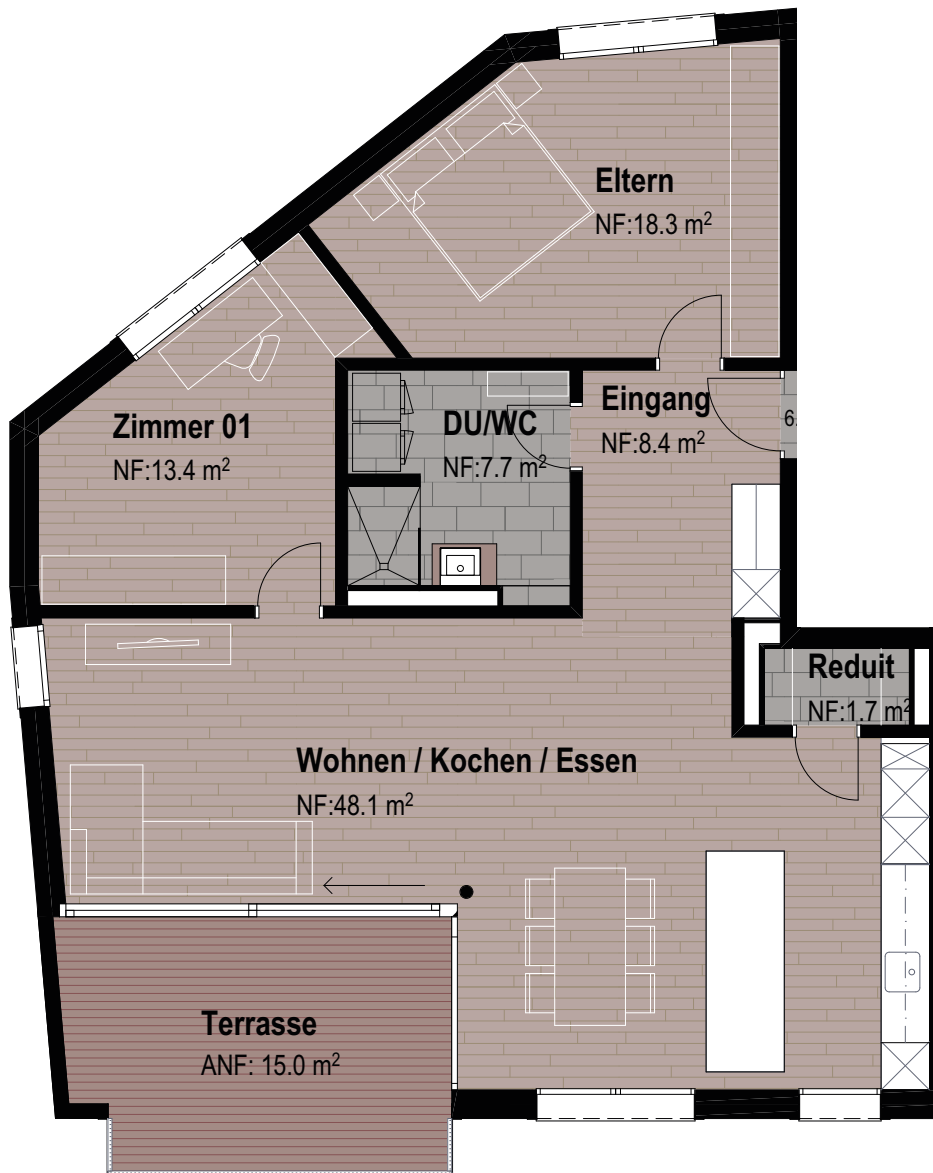 Eltern
NF:18.3 m²
Zimmer 01
NF:13.4 m²
DU/WC
NF:7.7 m²
Eingang
NF:8.4 m²
6.
Reduit
NF:1.7 m²
Wohnen / Kochen / Essen
NF:48.1 m²
Terrasse
ANF: 15.0 m²